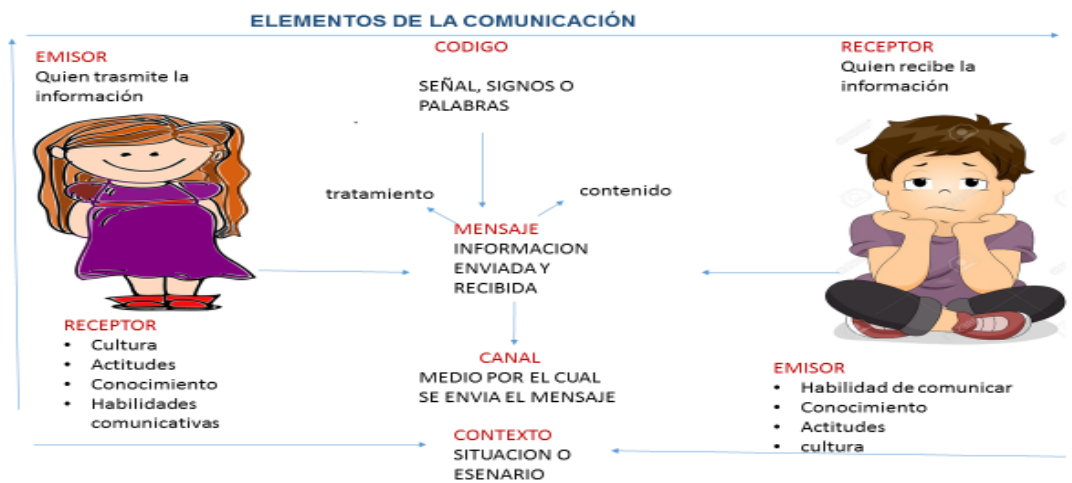 ELEMENTOS DE LA COMUNICACIÓN
EMISOR
Quien trasmite la
información
CODIGO
SEÑAL, SIGNOS O
PALABRAS
RECEPTOR
Quien recibe la
información
tratamiento
contenido
MENSAJE
INFORMACION
ENVIADA Y
RECIBIDA
RECEPTOR
• Cultura
• Actitudes
• Conocimiento
• Habilidades
comunicativas
CANAL
MEDIO POR EL CUAL
SE ENVIA EL MENSAJE
EMISOR
• Habilidad de comunicar
• Conocimiento
• Actitudes
• cultura
CONTEXTO
SITUACION O
ESENARIO